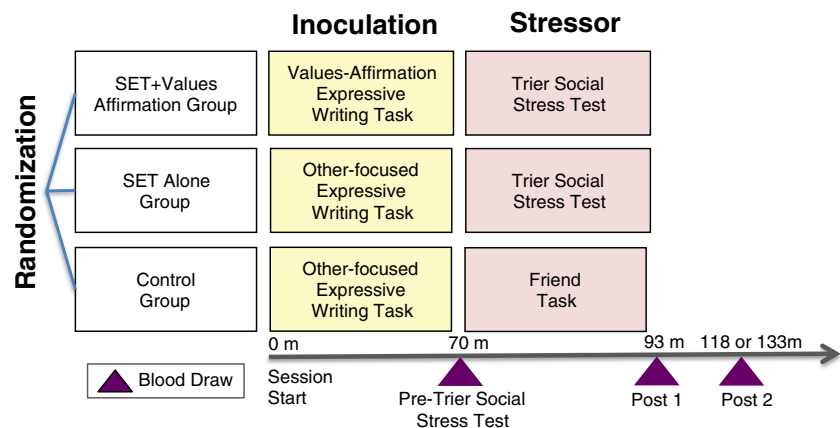 Inoculation
Stressor
Randomization
SET+Values
Affirmation Group
Values-Affirmation
Expressive
Writing Task
Trier Social
Stress Test
SET Alone
Group
Other-focused
Expressive
Writing Task
Trier Social
Stress Test
Control
Group
Other-focused
Expressive
Writing Task
Friend
Task
0 m
70 m
93 m
118 or 133m
Blood Draw
Session
Start
Pre-Trier Social
Stress Test
Post 1
Post 2